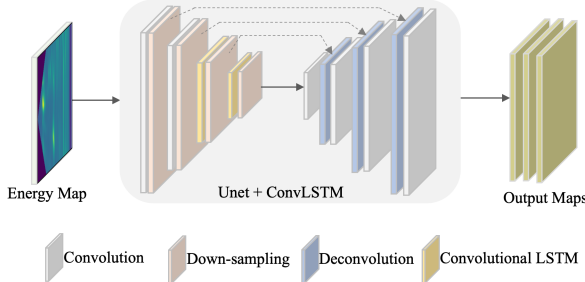 Energy Map
Unet + ConvLSTM
Output Maps
Convolution
Down-sampling
Deconvolution
Convolutional LSTM